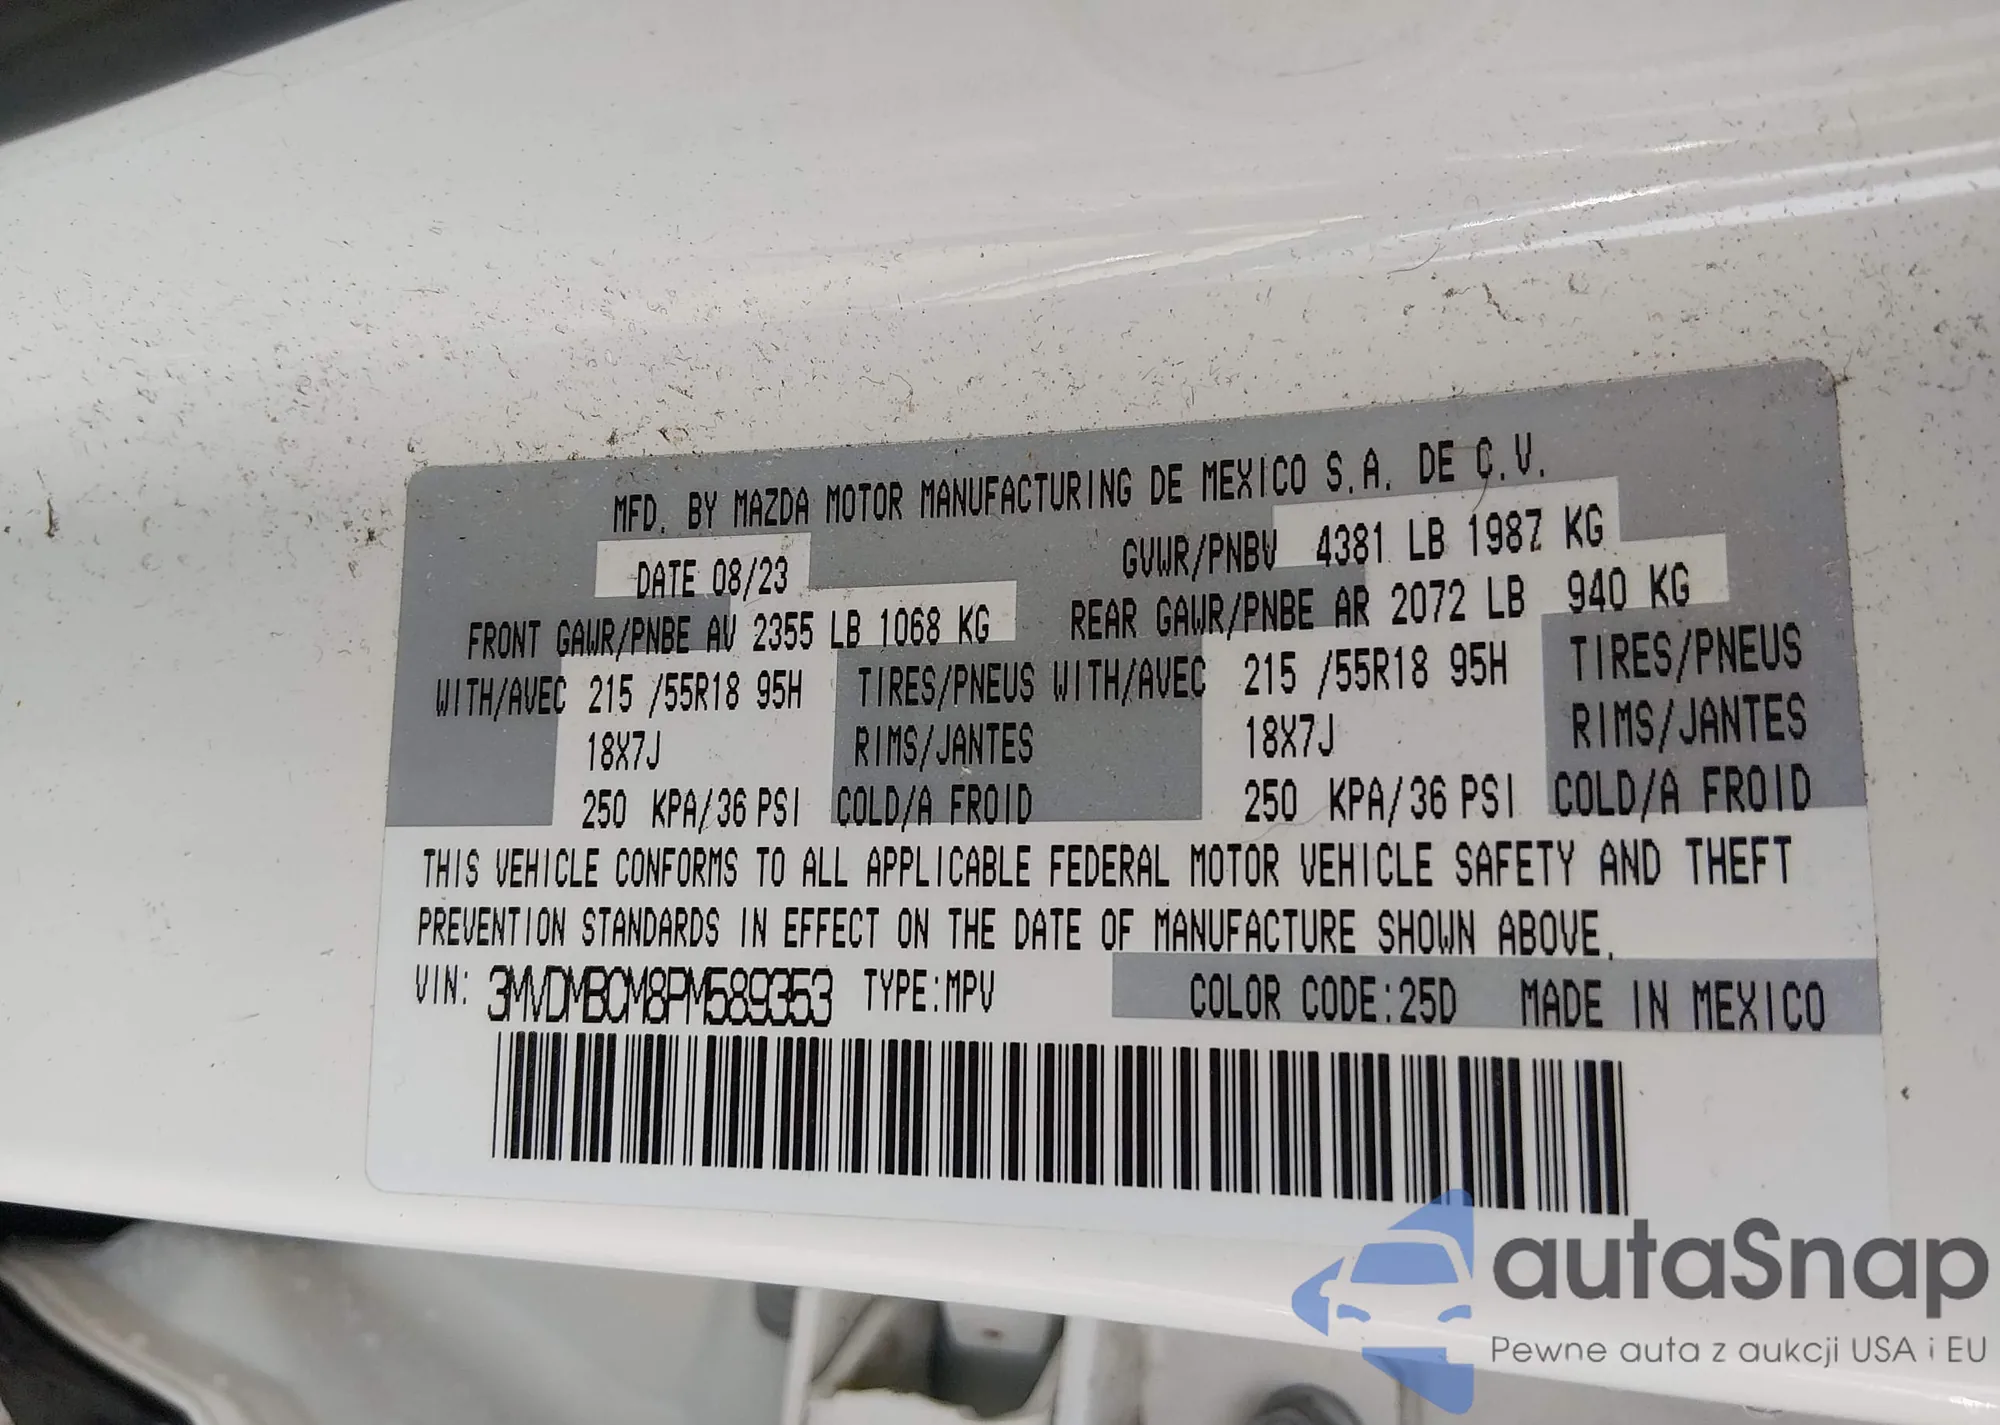 MFD. BY MAZDA MOTOR MANUFACTURING DE MEXICO S.A. DE C.V.
DATE 08/23 GVWR/PNBV 4381 LB 1987 KG
FRONT GAWR/PNBE AV 2355 LB 1068 KG REAR GAWR/PNBE AR 2072 LB 940 KG
WITH/AVEC 215 /55R18 95H TIRES/PNEUS WITH/AVEC 215 /55R18 95H TIRES/PNEUS
18X7J RIMS/JANTES 18X7J RIMS/JANTES
250 KPA/36 PSI COLD/A FROID 250 KPA/36 PSI COLD/A FROID
THIS VEHICLE CONFORMS TO ALL APPLICABLE FEDERAL MOTOR VEHICLE SAFETY AND THEFT
PREVENTION STANDARDS IN EFFECT ON THE DATE OF MANUFACTURE SHOWN ABOVE.
VIN: 3MVDMBCM8PM589353 TYPE:MPV COLOR CODE:25D MADE IN MEXICO
autaSnap
Pewne auta z aukcji USA i EU